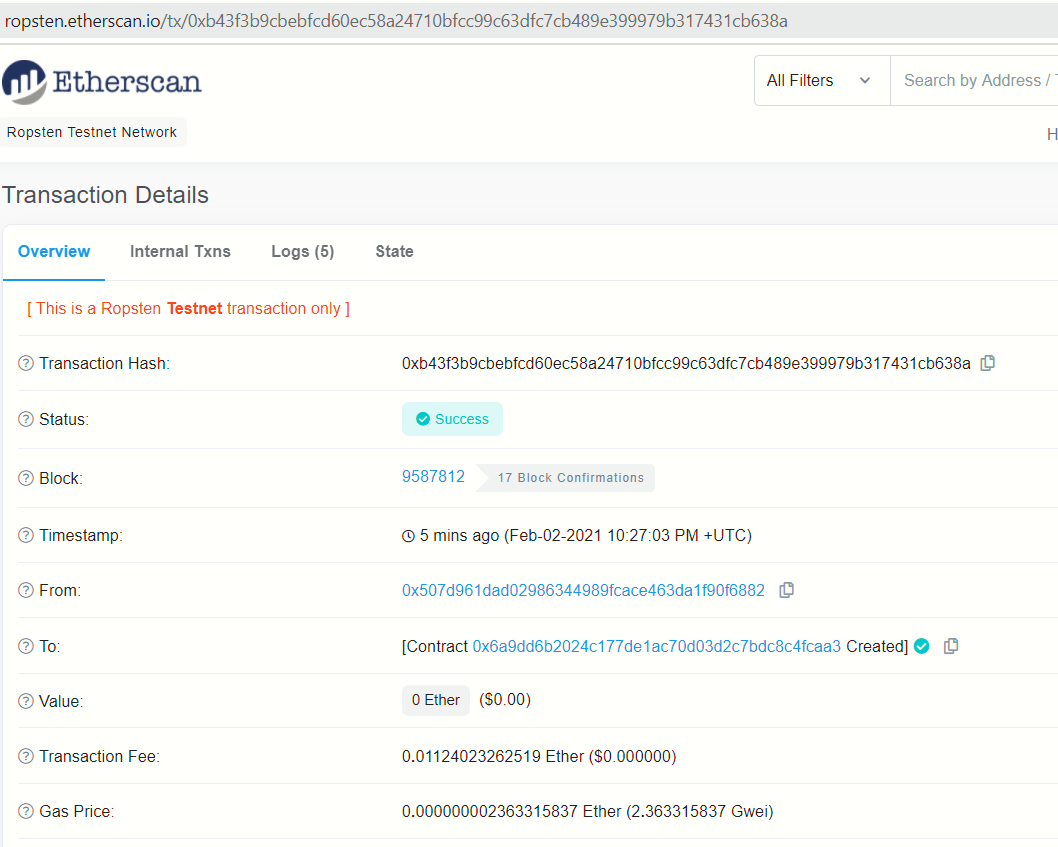 ropsten.etherscan.io/tx/0xb43f3b9cbebfcd60ec58a24710bfcc99c63dfc7cb489e399979b317431cb638a
Etherscan
All Filters
Search by Address /
Ropsten Testnet Network
H
Transaction Details
Overview Internal Txns Logs (5) State
[ This is a Ropsten Testnet transaction only ]
Transaction Hash: 0xb43f3b9cbebfcd60ec58a24710bfcc99c63dfc7cb489e399979b317431cb638a
Status: Success
Block: 9587812 17 Block Confirmations
Timestamp: 5 mins ago (Feb-02-2021 10:27:03 PM +UTC)
From: 0x507d961dad02986344989fcace463da1f90f6882
To: [Contract 0x6a9dd6b2024c177de1ac70d03d2c7bdc8c4fcaa3 Created]
Value: 0 Ether ($0.00)
Transaction Fee: 0.01124023262519 Ether ($0.000000)
Gas Price: 0.000000002363315837 Ether (2.363315837 Gwei)